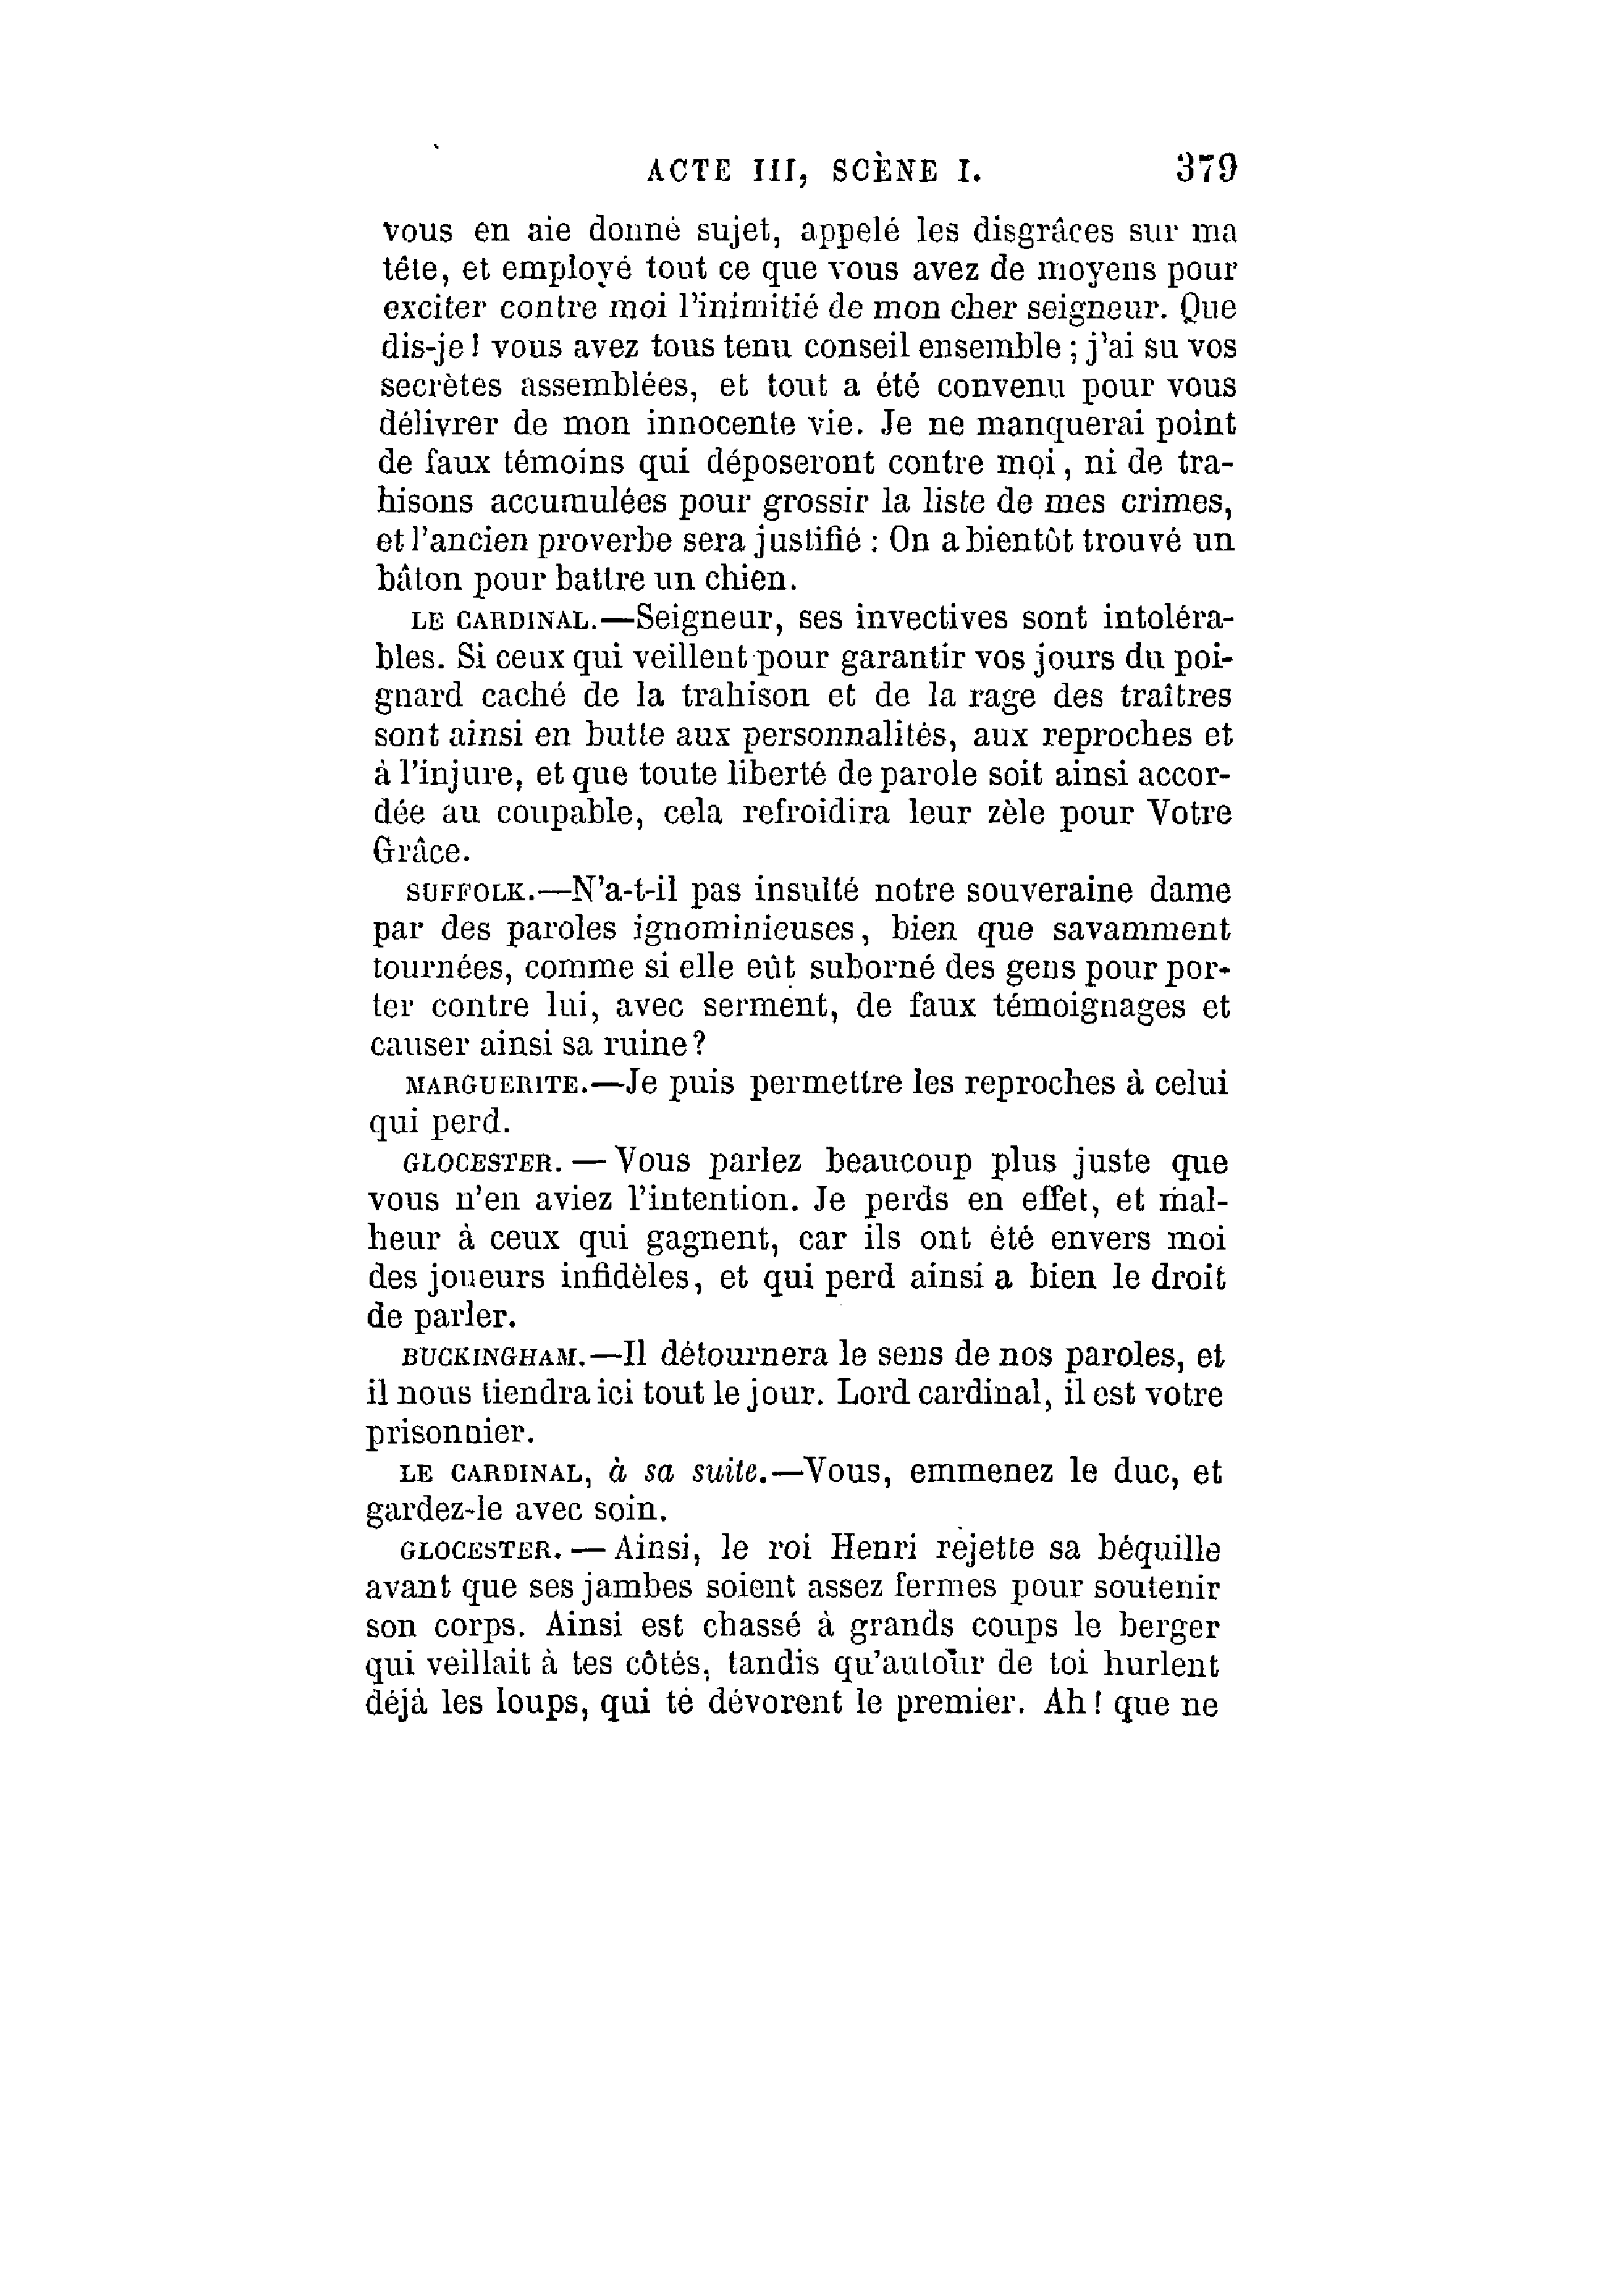 ACTE III, SCÈNE I. 379
vous en aie donné sujet, appelé les disgrâces sur ma
tête, et employé tout ce que vous avez de moyens pour
exciter contre moi l'inimitié de mon cher seigneur. Que
dis-je! vous avez tous tenu conseil ensemble ; j'ai su vos
secrètes assemblées, et tout a été convenu pour vous
délivrer de mon innocente vie. Je ne manquerai point
de faux témoins qui déposeront contre moi, ni de tra-
hisons accumulées pour grossir la liste de mes crimes,
et l'ancien proverbe sera justifié : On a bientôt trouvé un
bâton pour battre un chien.
LE CARDINAL.—Seigneur, ses invectives sont intoléra-
bles. Si ceux qui veillent pour garantir vos jours du poi-
gnard caché de la trahison et de la rage des traîtres
sont ainsi en butte aux personnalités, aux reproches et
à l'injure, et que toute liberté de parole soit ainsi accor-
dée au coupable, cela refroidira leur zèle pour Votre
Grâce.
SUFFOLK.—N'a-t-il pas insulté notre souveraine dame
par des paroles ignominieuses, bien que savamment
tournées, comme si elle eût suborné des gens pour por-
ter contre lui, avec serment, de faux témoignages et
causer ainsi sa ruine?
MARGUERITE.—Je puis permettre les reproches à celui
qui perd.
GLOCESTER. — Vous parlez beaucoup plus juste que
vous n'en aviez l'intention. Je perds en effet, et mal-
heur à ceux qui gagnent, car ils ont été envers moi
des joueurs infidèles, et qui perd ainsi a bien le droit
de parler.
BUCKINGHAM.—Il détournera le sens de nos paroles, et
il nous tiendra ici tout le jour. Lord cardinal, il est votre
prisonnier.
LE CARDINAL, à sa suite.—Vous, emmenez le duc, et
gardez-le avec soin.
GLOCESTER. — Ainsi, le roi Henri rejette sa béquille
avant que ses jambes soient assez fermes pour soutenir
son corps. Ainsi est chassé à grands coups le berger
qui veillait à tes côtés, tandis qu'autour de toi hurlent
déjà les loups, qui te dévorent le premier. Ah! que ne